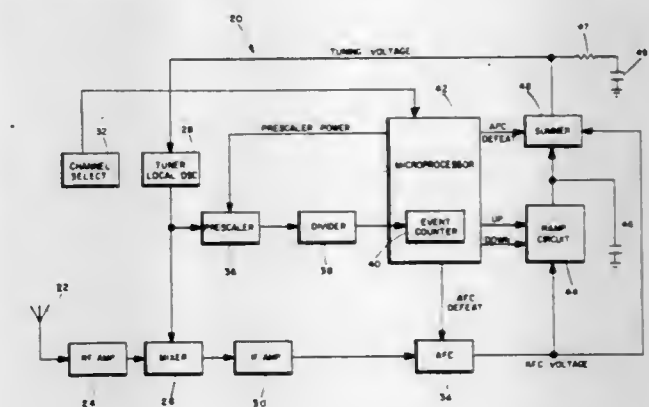 20
47
49
TUNING VOLTAGE
42
48
32
28
PRESCALER POWER
AFC
DEFEAT
SUMMER
CHANNEL
SELECT
TUNER
LOCAL OSC
MICROPROCESSOR
PRESCALER
DIVIDER
EVENT
COUNTER
UP
DOWN
RAMP
CIRCUIT
46
36
38
40
44
22
AFC
DEFEAT
RF AMP
MIXER
IF AMP
AFC
AFC VOLTAGE
24
26
30
34